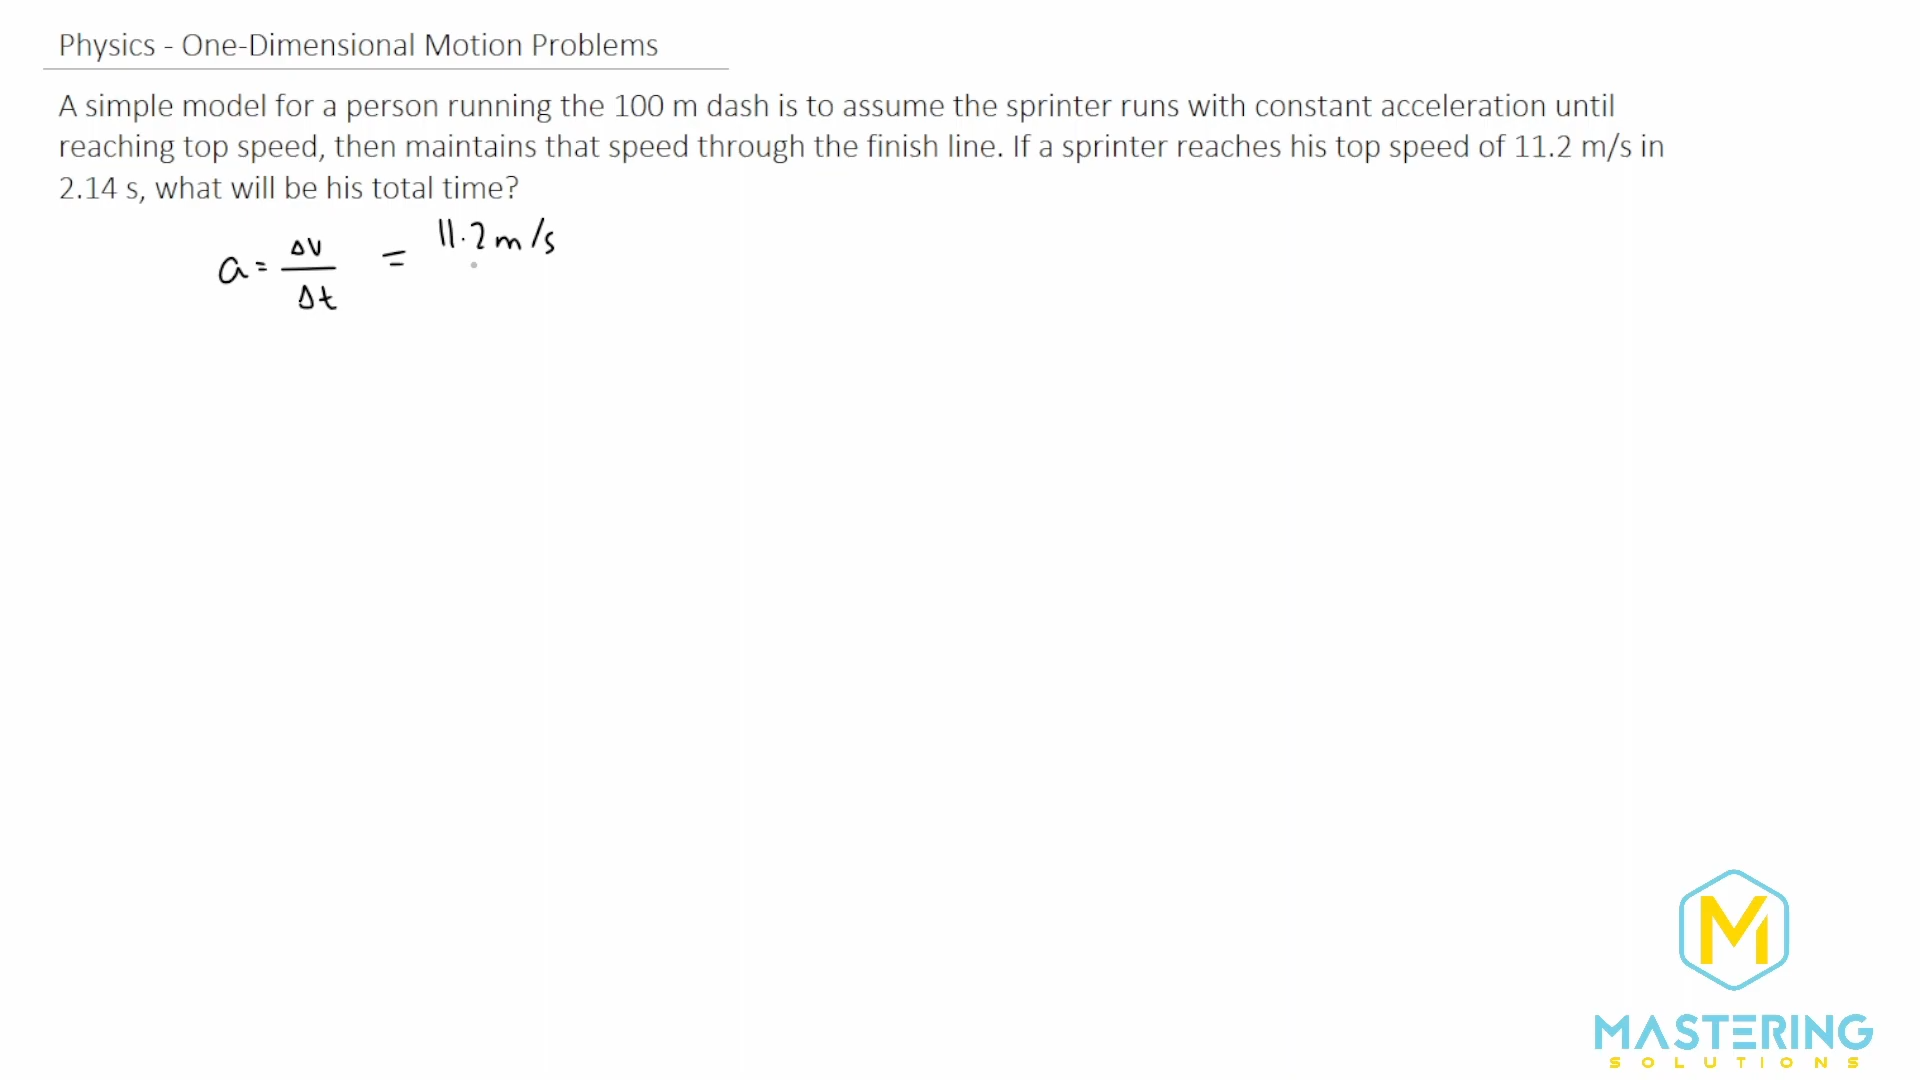 Physics - One-Dimensional Motion Problems
A simple model for a person running the 100 m dash is to assume the sprinter runs with constant acceleration until
reaching top speed, then maintains that speed through the finish line. If a sprinter reaches his top speed of 11.2 m/s in
2.14 s, what will be his total time?
a = ΔV / Δt = 11.2 m/s
M
MASTERING
SOLUTIONS